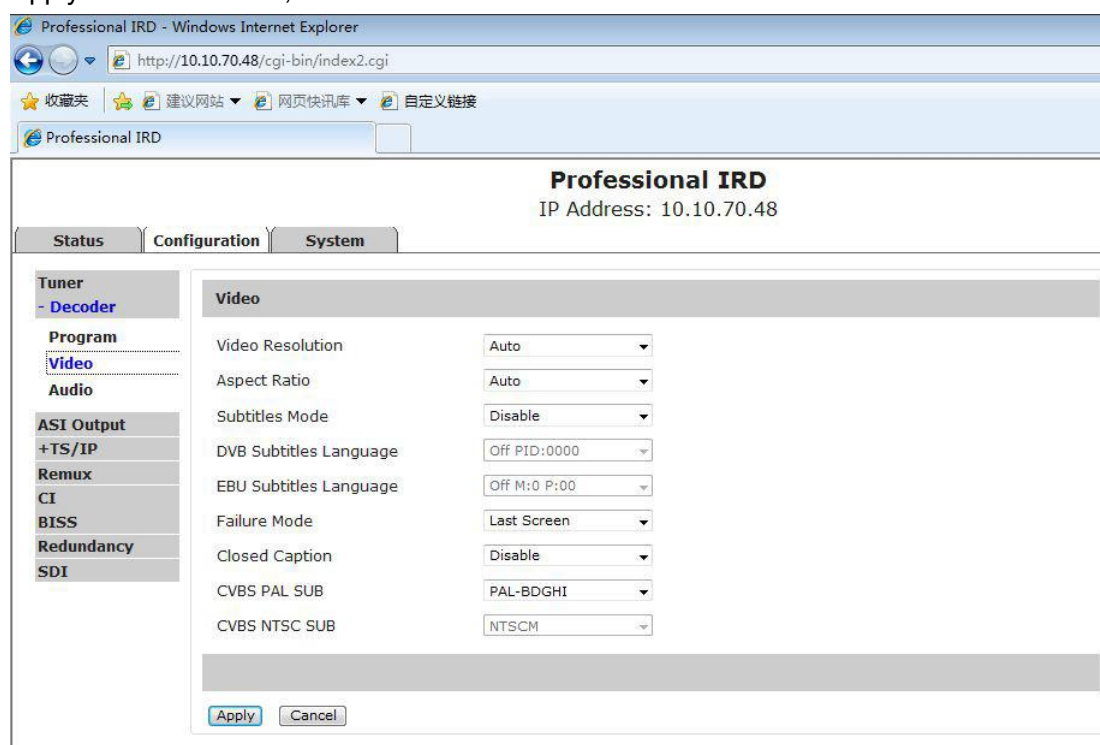 Professional IRD - Windows Internet Explorer
http://10.10.70.48/cgi-bin/index2.cgi
收藏夹 建议网站 网页快讯库 自定义链接
Professional IRD
Professional IRD
IP Address: 10.10.70.48
Status Configuration System
Tuner
- Decoder
Program
Video
Audio
ASI Output
+TS/IP
Remux
CI
BISS
Redundancy
SDI
Video
Video Resolution Auto
Aspect Ratio Auto
Subtitles Mode Disable
DVB Subtitles Language Off PID:0000
EBU Subtitles Language Off M:0 P:00
Failure Mode Last Screen
Closed Caption Disable
CVBS PAL SUB PAL-BDGHI
CVBS NTSC SUB NTSCM
Apply Cancel